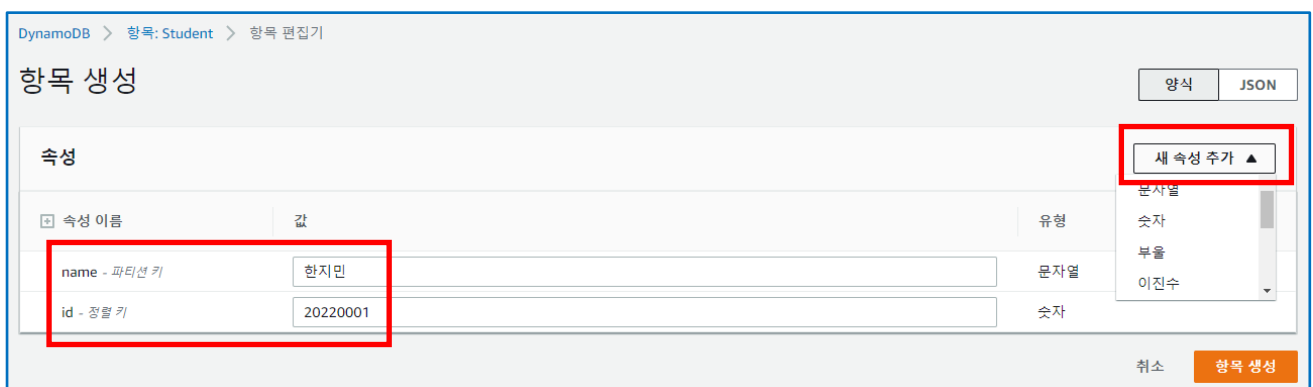 DynamoDB > 항목: Student > 항목 편집기
항목 생성
양식 JSON
속성
새 속성 추가 ▲
문자열
숫자
부울
이진수
속성 이름 값 유형
name - 파티션 키 한지민 문자열
id - 정렬 키 20220001 숫자
취소 항목 생성